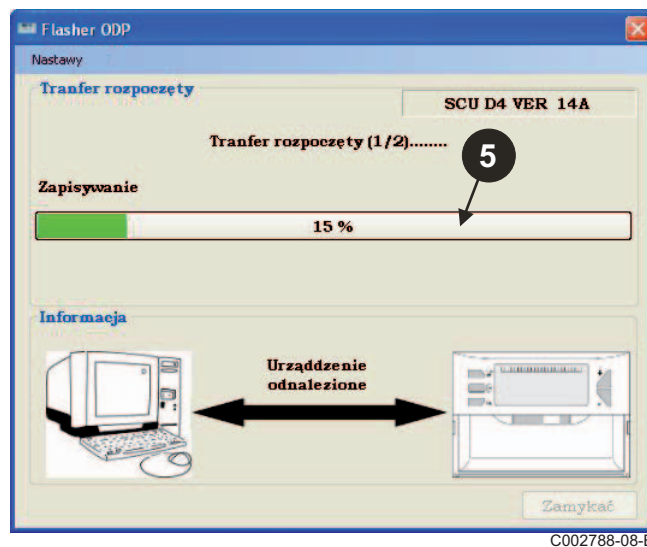 Flasher ODP
Nastawy
Tranfer rozpoczęty
SCU D4 VER 14A
Tranfer rozpoczęty (1/2)........
5
Zapisywanie
15 %
Informacja
Urząddzenie
odnalezione
Zamykać
C002788-08-B